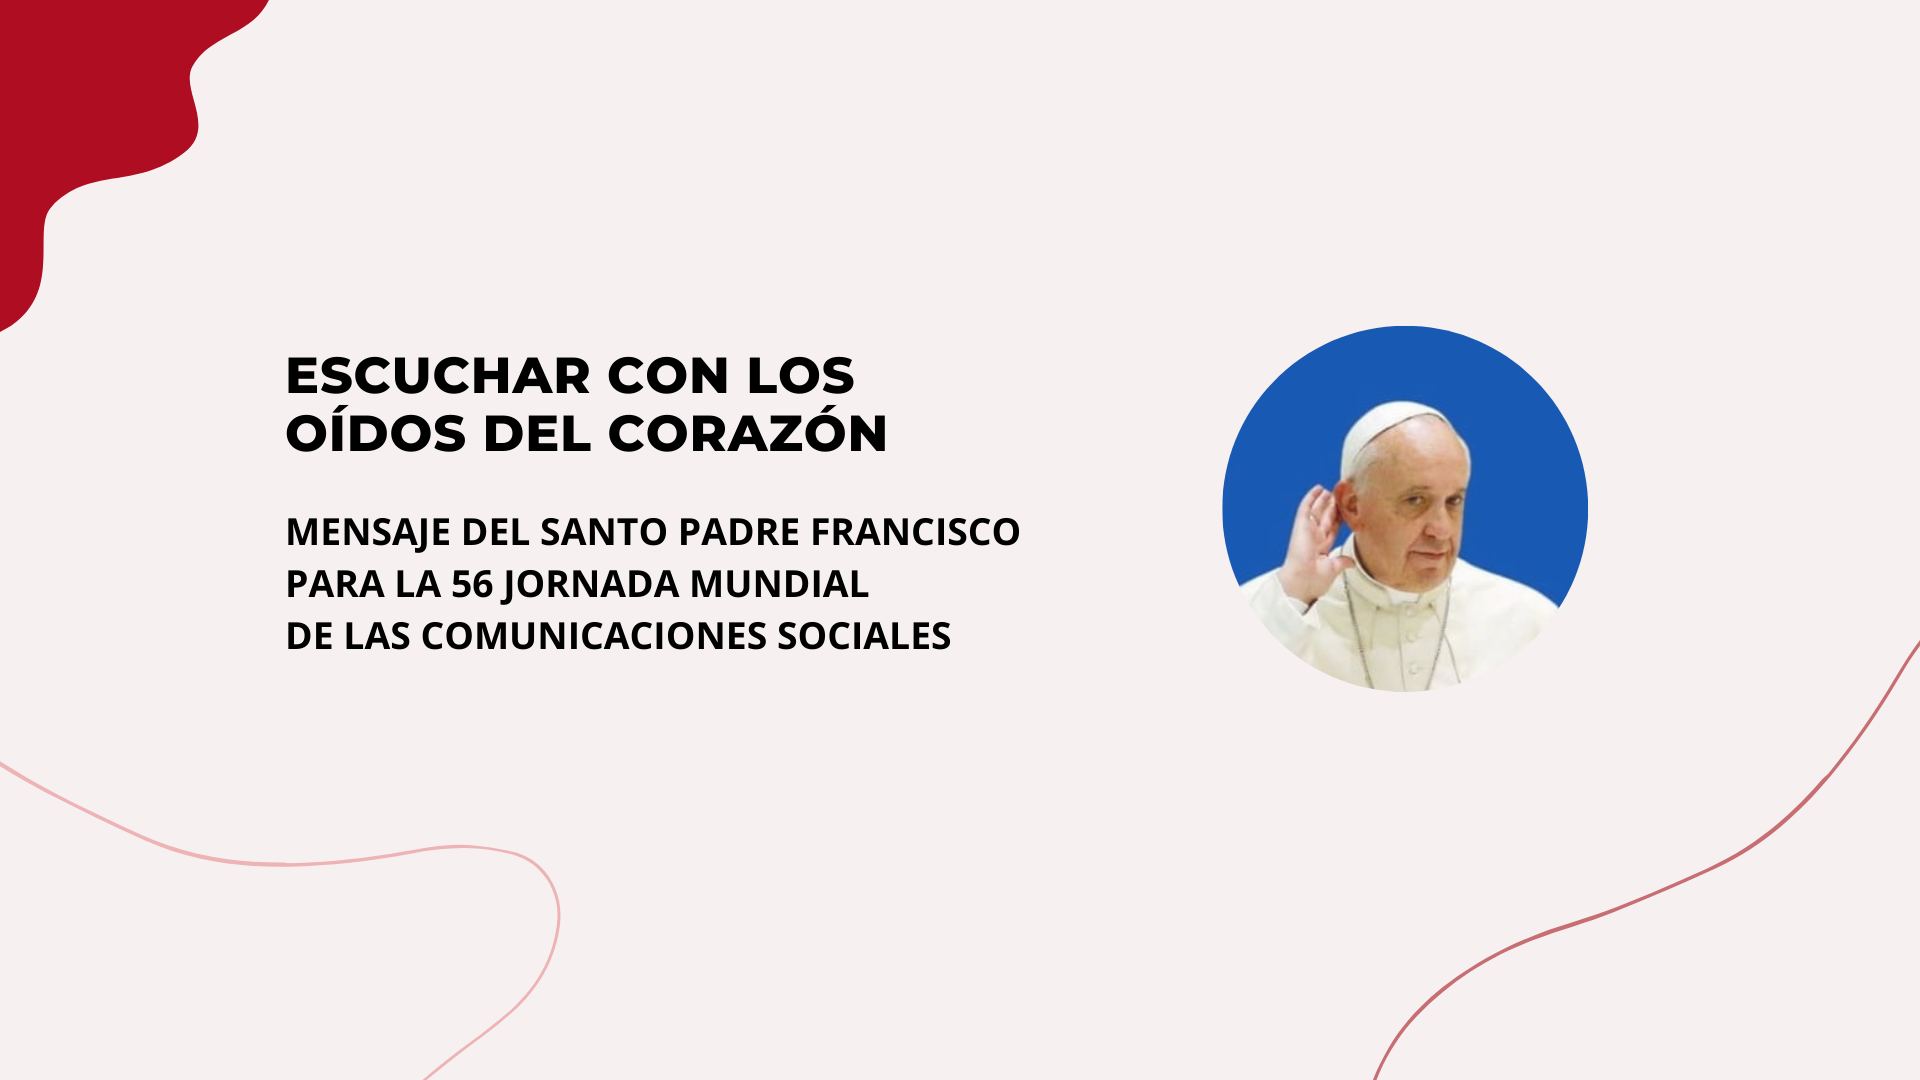 ESCUCHAR CON LOS
OÍDOS DEL CORAZÓN
MENSAJE DEL SANTO PADRE FRANCISCO
PARA LA 56 JORNADA MUNDIAL
DE LAS COMUNICACIONES SOCIALES